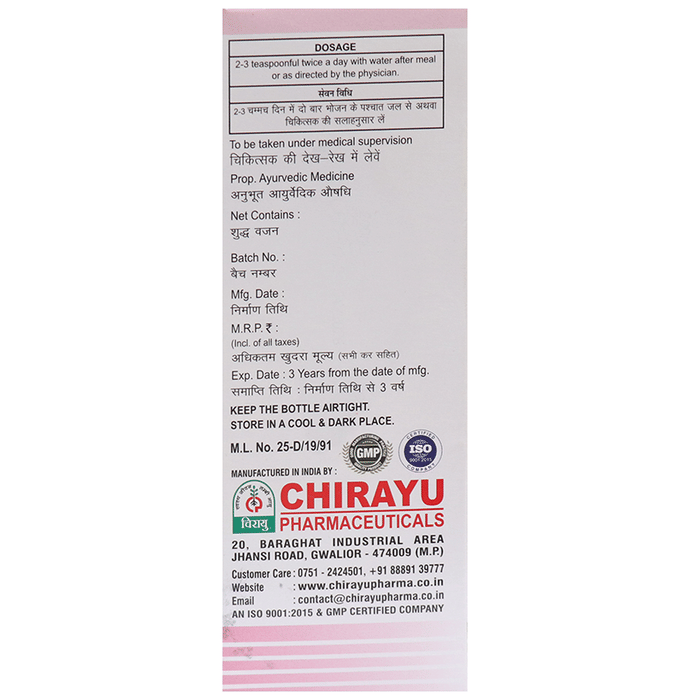 DOSAGE
2-3 teaspoonful twice a day with water after meal
or as directed by the physician.
संवन विधि
2-3 चम्मच दिन में दो बार भोजन के पश्चात जल से अथवा
चिकित्सक की सलाहनुसार लें
To be taken under medical supervision
चिकित्सक की देख–रेख में लेवें
Prop. Ayurvedic Medicine
अनुभूत आयुर्वेदिक औषधि
Net Contains :
शुद्ध वजन
Batch No. :
बैच नम्बर
Mfg. Date :
निर्माण तिथि
M.R.P. ₹ :
(Incl. of all taxes)
अधिकतम खुदरा मूल्य (सभी कर सहित)
Exp. Date : 3 Years from the date of mfg.
समाप्ति तिथि : निर्माण तिथि से 3 वर्ष
KEEP THE BOTTLE AIRTIGHT.
STORE IN A COOL & DARK PLACE.
M.L. No. 25-D/19/91
GMP
CERTIFIED
ISO
9001:2015
COMPANY
MANUFACTURED IN INDIA BY :
चिरायु
CHIRAYU
PHARMACEUTICALS
20, BARAGHAT INDUSTRIAL AREA
JHANSI ROAD, GWALIOR - 474009 (M.P.)
Customer Care : 0751 - 2424501, +91 88891 39777
Website : www.chirayupharma.co.in
Email : contact@chirayupharma.co.in
AN ISO 9001:2015 & GMP CERTIFIED COMPANY